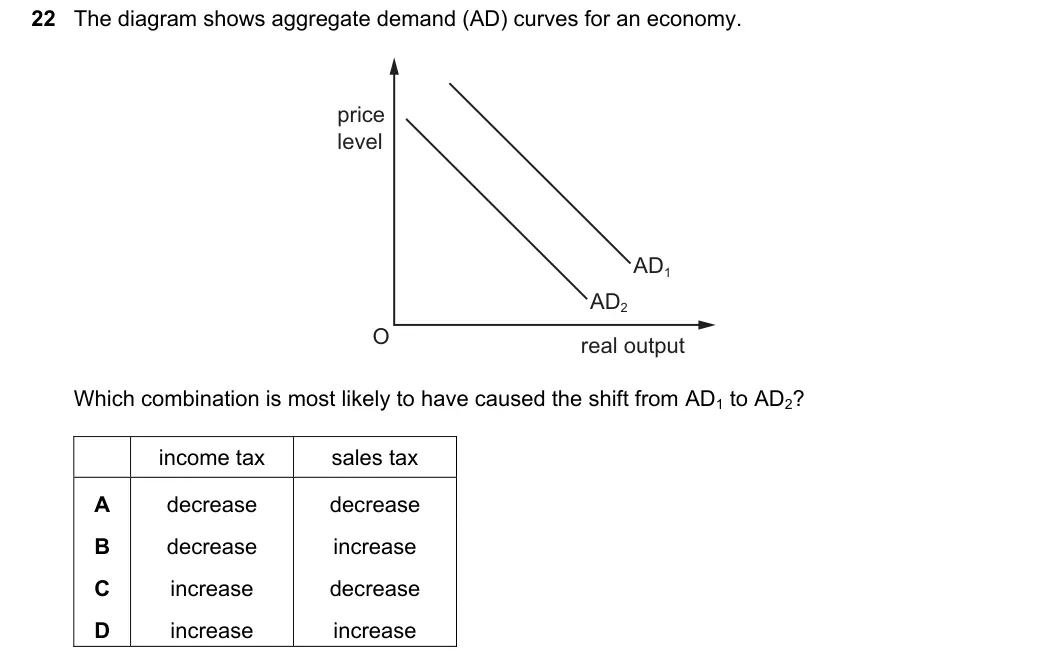 22 The diagram shows aggregate demand (AD) curves for an economy.
price
level
AD₁
AD₂
O
real output
Which combination is most likely to have caused the shift from AD₁ to AD₂?
income tax sales tax
A decrease decrease
B decrease increase
C increase decrease
D increase increase